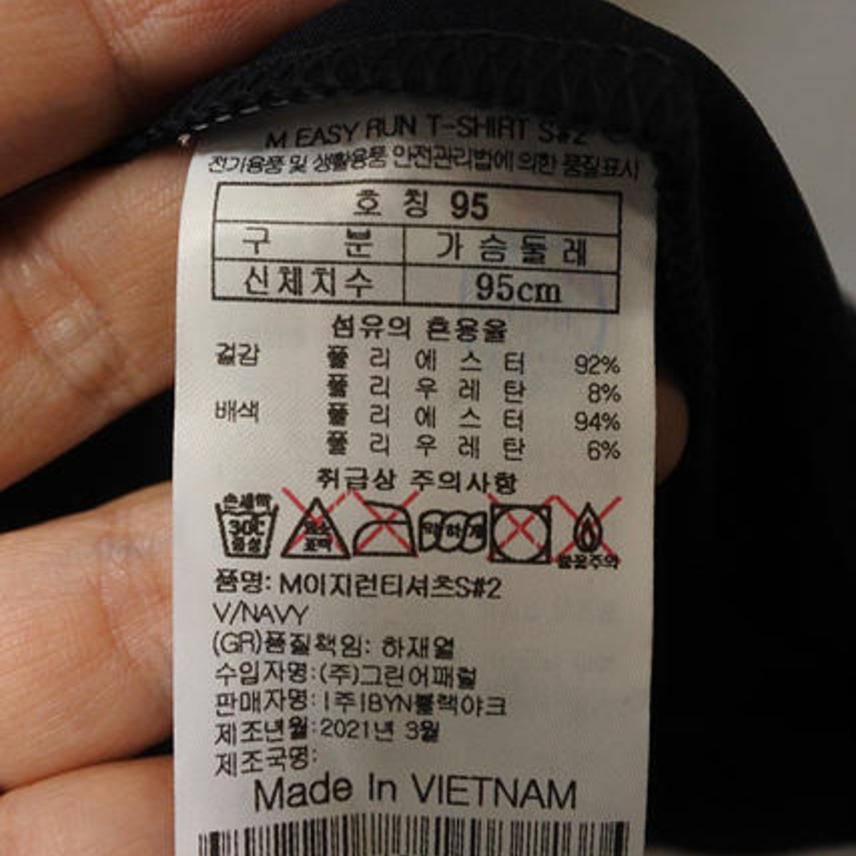 M EASY RUN T-SHIRT S#2
전기용품 및 생활용품 안전관리법에 의한 품질표시
호 칭 95
구 분 가 슴 둘 레
신체치수 95cm
섬유의 혼용율
겉감 폴 리 에 스 터 92%
폴 리 우 레 탄 8%
배색 폴 리 에 스 터 94%
폴 리 우 레 탄 6%
취급상 주의사항
손세탁 30℃ 중성 염소 표백 약하게 불꽃주의
품명: M이지런티셔츠S#2
V/NAVY
(GR)품질책임: 하재열
수입자명:(주)그린어패럴
판매자명:(주)BYN블랙야크
제조년월:2021년 3월
제조국명:
Made In VIETNAM